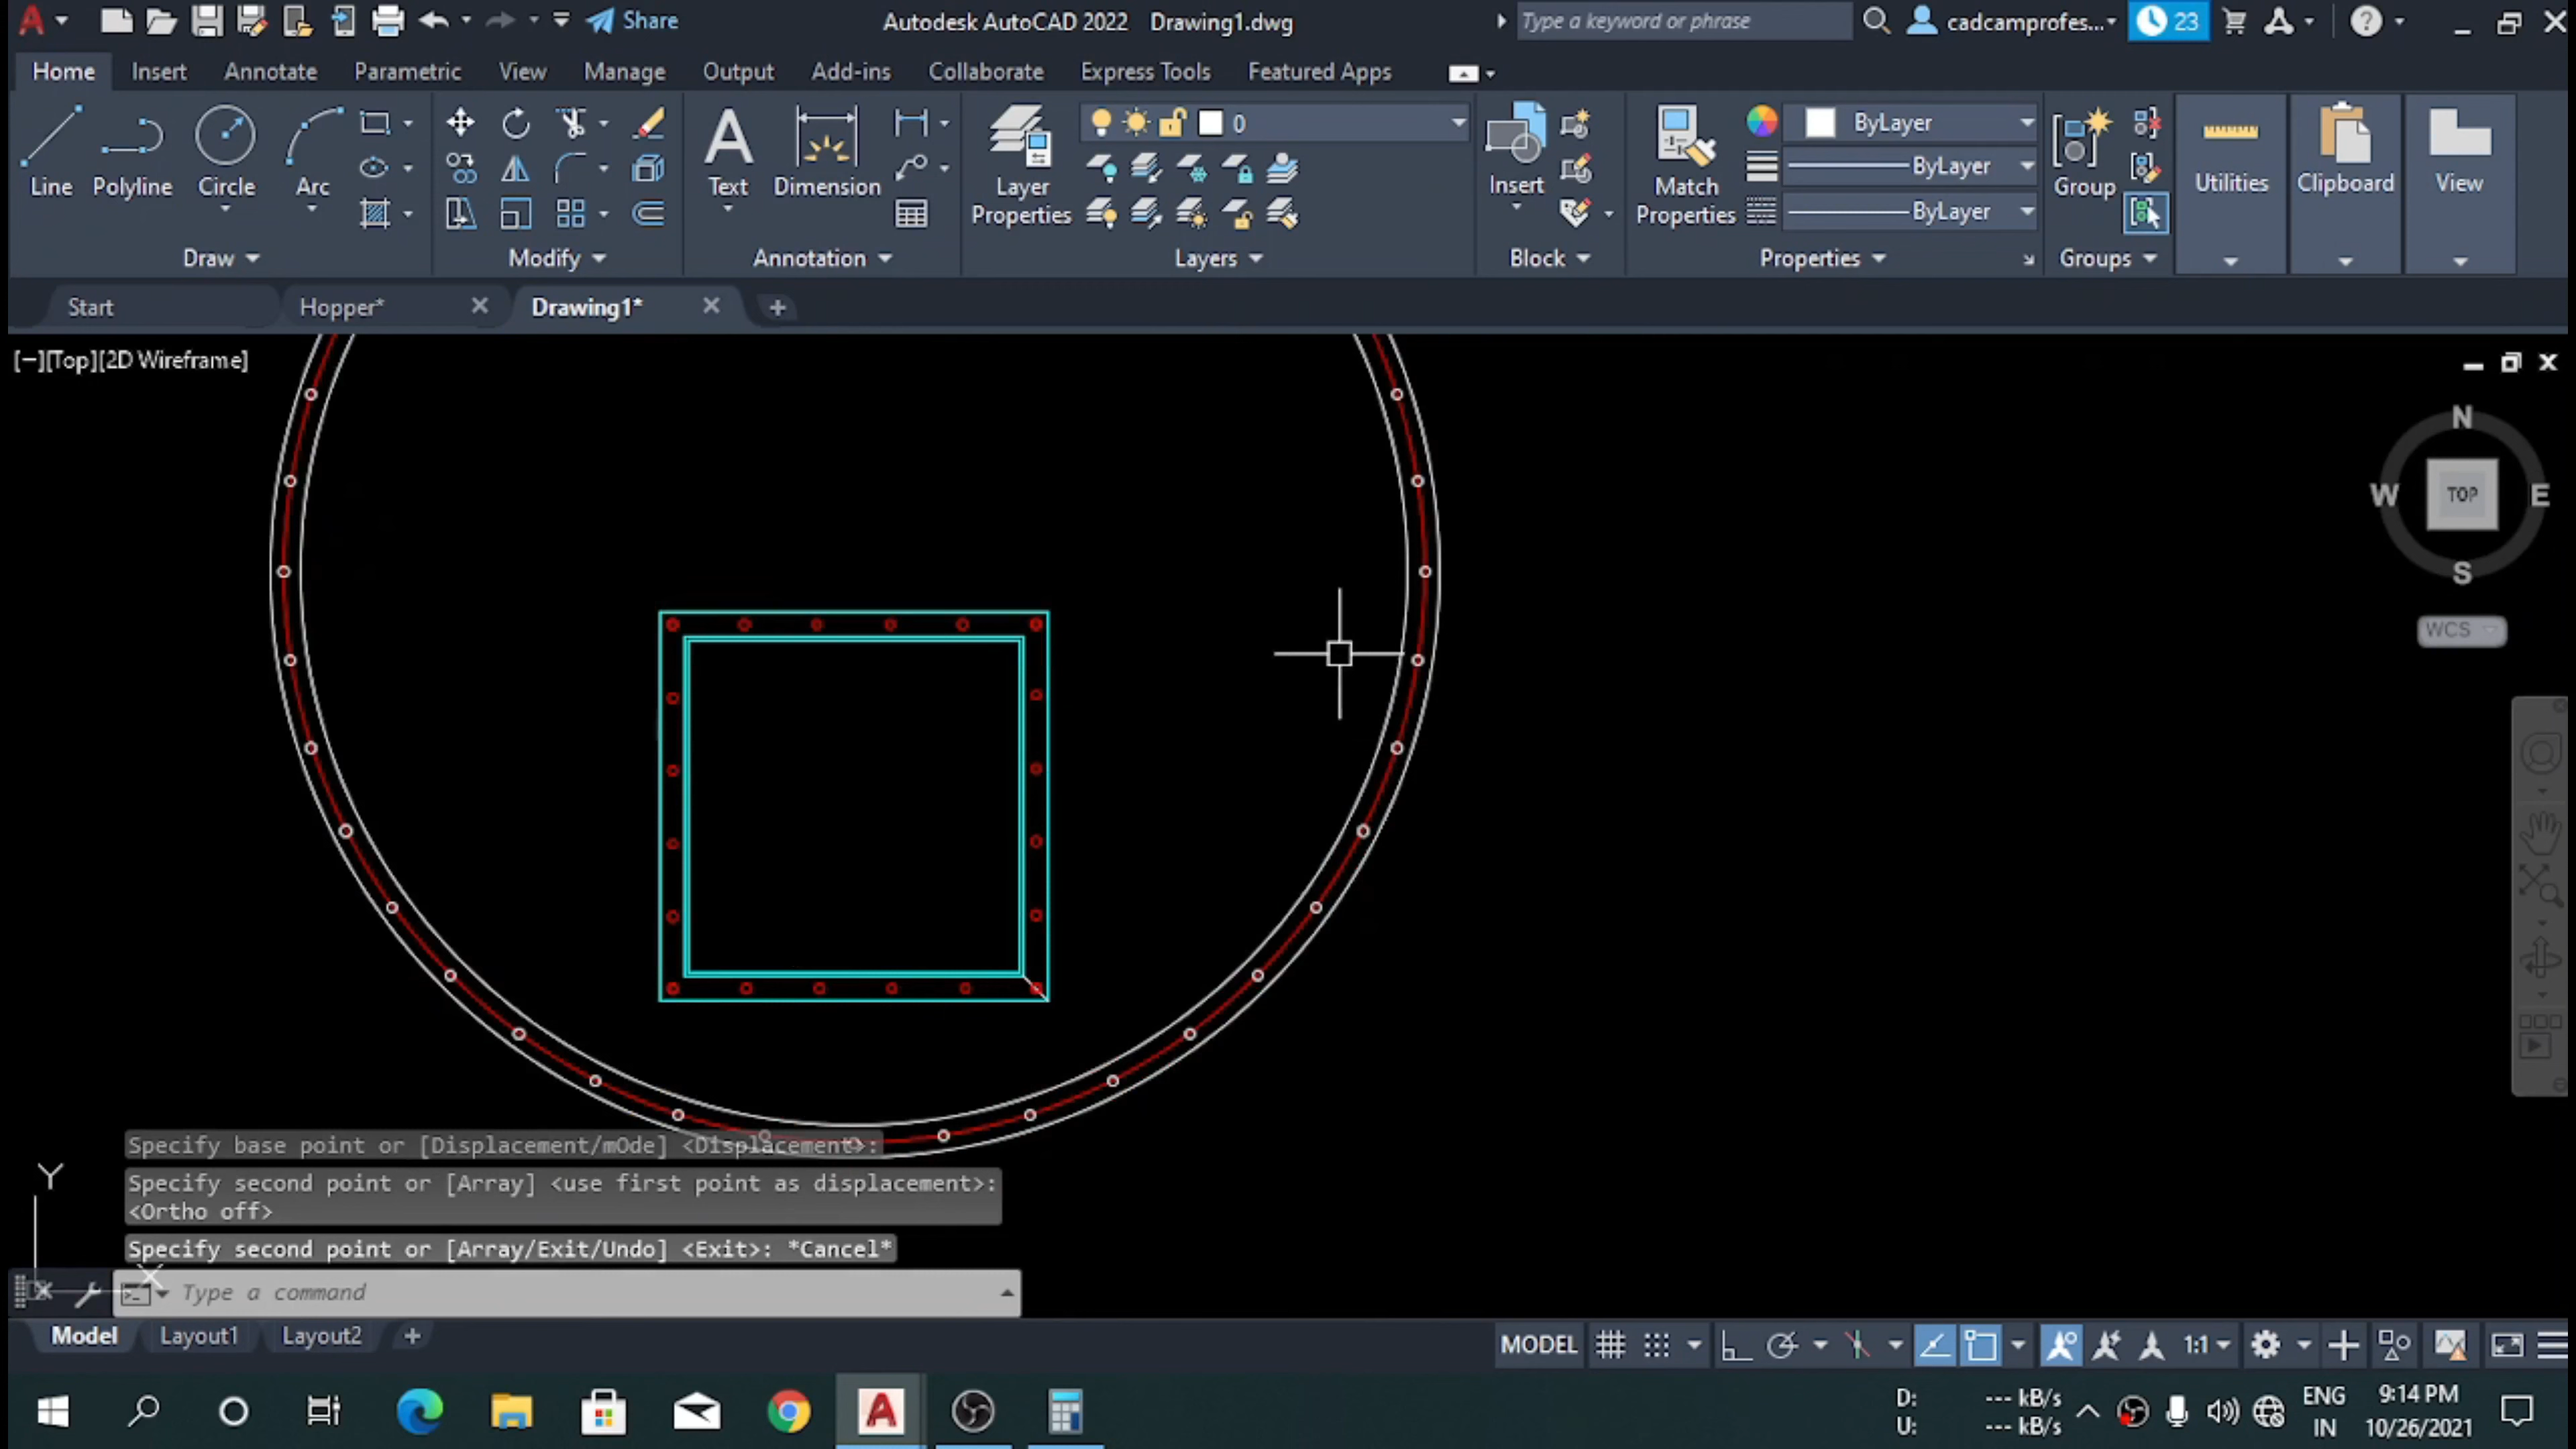 Share
Autodesk AutoCAD 2022 Drawing1.dwg
Type a keyword or phrase
cadcamprofes...
23
Home Insert Annotate Parametric View Manage Output Add-ins Collaborate Express Tools Featured Apps
Line Polyline Circle Arc
Draw
Modify
Text Dimension
Annotation
Layer Properties
0
Layers
Insert
Block
Match Properties
ByLayer
ByLayer
ByLayer
Properties
Group
Groups
Utilities
Clipboard
View
Start Hopper* Drawing1*
[−][Top][2D Wireframe]
N
W TOP E
S
WCS
Specify base point or [Displacement/mOde] <Displacement>:
Specify second point or [Array] <use first point as displacement>:
<Ortho off>
Specify second point or [Array/Exit/Undo] <Exit>: *Cancel*
Y
X
Type a command
Model Layout1 Layout2
MODEL
1:1
D: --- kB/s
U: --- kB/s
ENG
IN
9:14 PM
10/26/2021